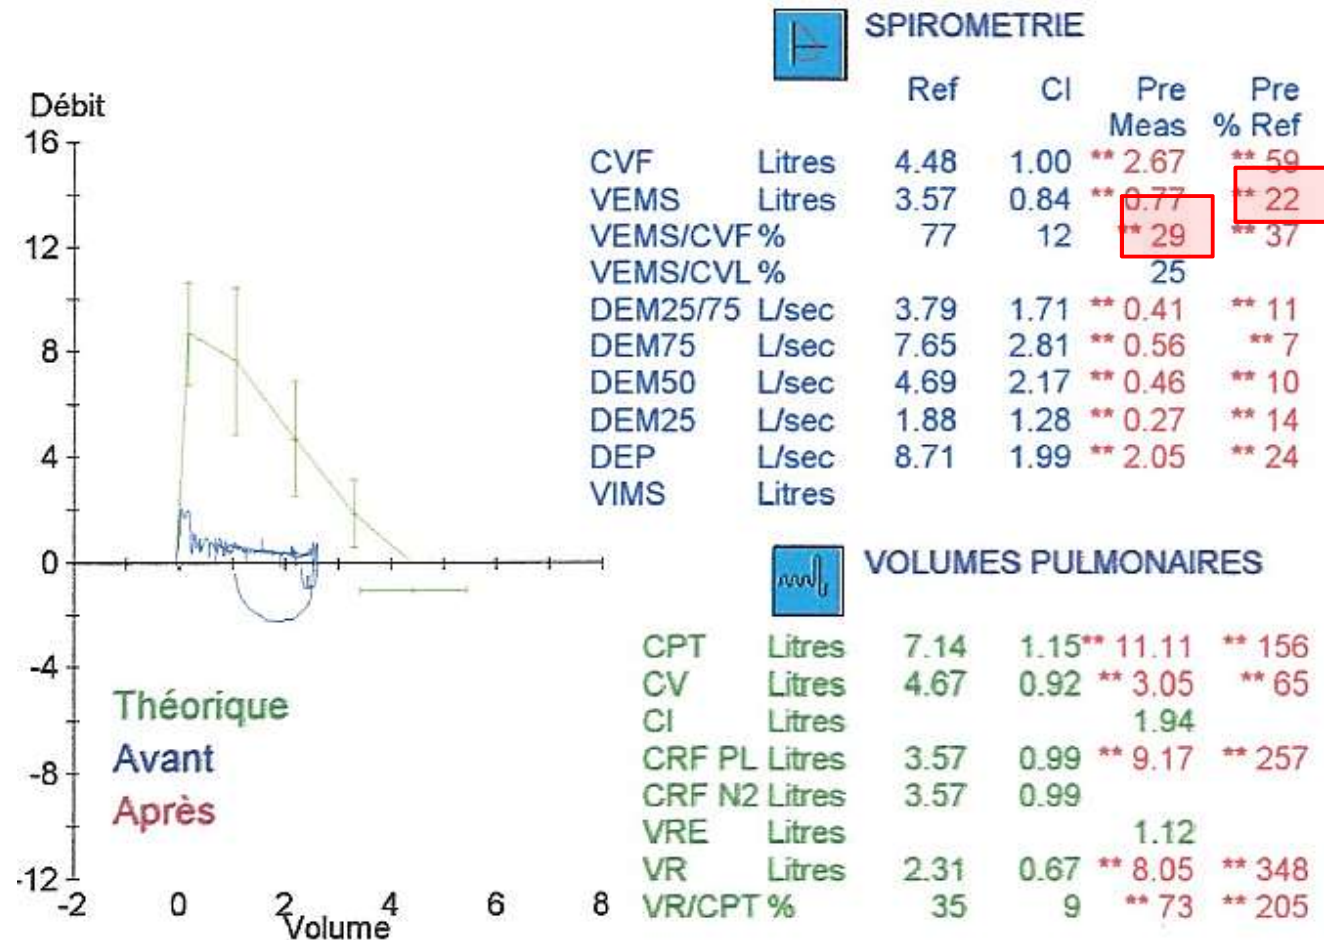 SPIROMETRIE
Ref CI Pre Pre
Meas % Ref
CVF Litres 4.48 1.00 ** 2.67 ** 59
VEMS Litres 3.57 0.84 ** 0.77 ** 22
VEMS/CVF % 77 12 ** 29 ** 37
VEMS/CVL % 25
DEM25/75 L/sec 3.79 1.71 ** 0.41 ** 11
DEM75 L/sec 7.65 2.81 ** 0.56 ** 7
DEM50 L/sec 4.69 2.17 ** 0.46 ** 10
DEM25 L/sec 1.88 1.28 ** 0.27 ** 14
DEP L/sec 8.71 1.99 ** 2.05 ** 24
VIMS Litres
Débit
16
12
8
4
0
-4
-8
-12
-2 0 2 4 6 8
Volume
Théorique
Avant
Après
VOLUMES PULMONAIRES
CPT Litres 7.14 1.15 ** 11.11 ** 156
CV Litres 4.67 0.92 ** 3.05 ** 65
CI Litres 1.94
CRF PL Litres 3.57 0.99 ** 9.17 ** 257
CRF N2 Litres 3.57 0.99
VRE Litres 1.12
VR Litres 2.31 0.67 ** 8.05 ** 348
VR/CPT % 35 9 ** 73 ** 205